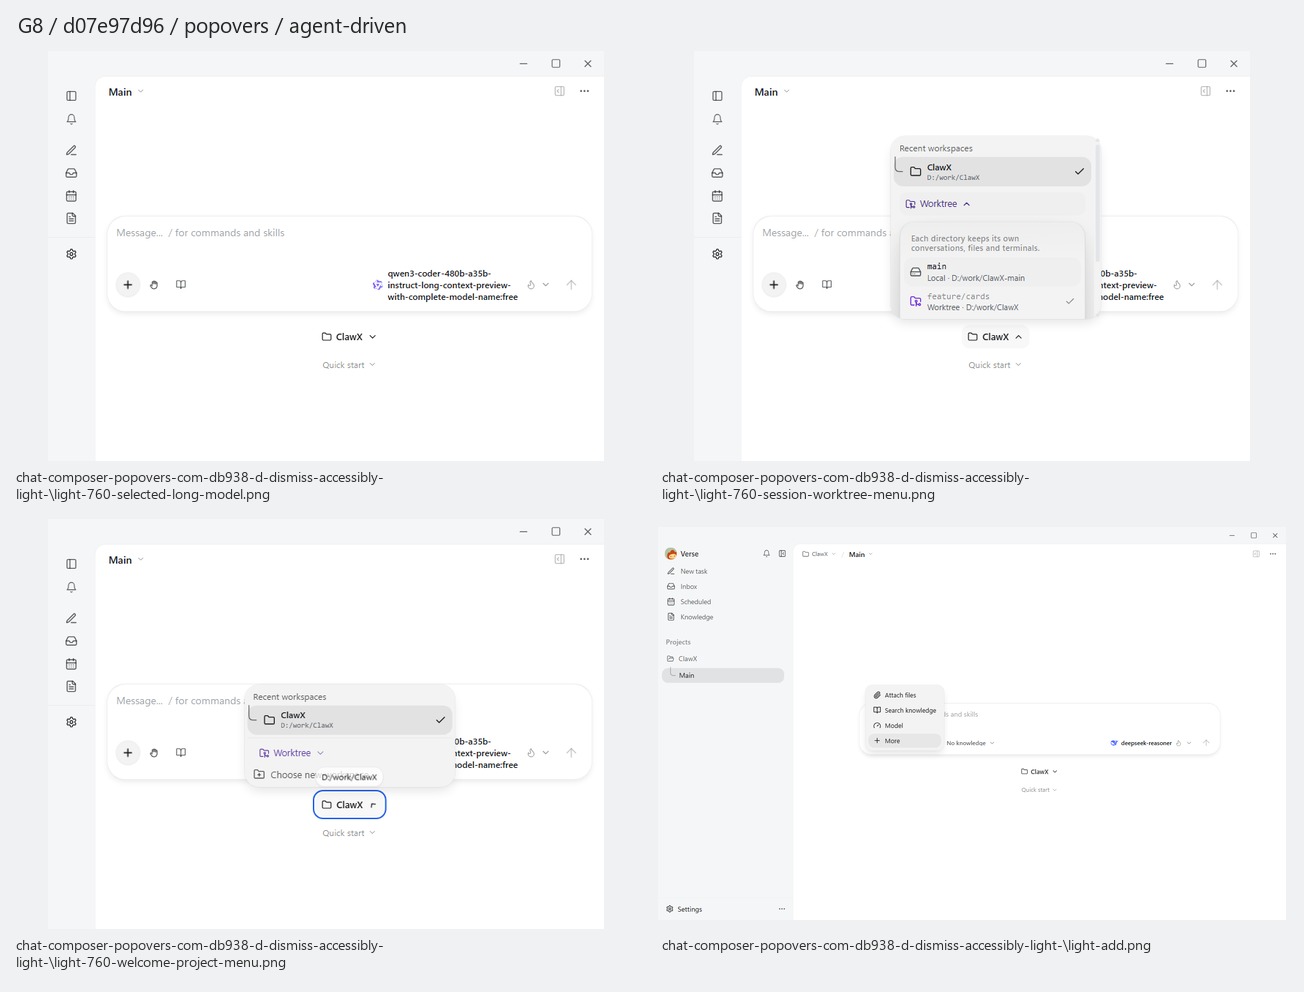 G8 / d07e97d96 / popovers / agent-driven
Main
Message... / for commands and skills
qwen3-coder-480b-a35b-
instruct-long-context-preview-
with-complete-model-name:free
ClawX
Quick start
chat-composer-popovers-com-db938-d-dismiss-accessibly-
light-\light-760-selected-long-model.png
Main
Recent workspaces
ClawX
D:/work/ClawX
Worktree
Message... / for commands
Each directory keeps its own
conversations, files and terminals.
main
Local · D:/work/ClawX-main
feature/cards
Worktree · D:/work/ClawX
0b-a35b-
ntext-preview-
model-name:free
ClawX
Quick start
chat-composer-popovers-com-db938-d-dismiss-accessibly-
light-\light-760-session-worktree-menu.png
Main
Message... / for commands
Recent workspaces
ClawX
D:/work/ClawX
Worktree
Choose ne
D:/work/ClawX
0b-a35b-
ntext-preview-
model-name:free
ClawX
Quick start
chat-composer-popovers-com-db938-d-dismiss-accessibly-
light-\light-760-welcome-project-menu.png
Verse
New task
Inbox
Scheduled
Knowledge
Projects
ClawX
Main
Settings
ClawX / Main
Attach files
Search knowledge
Model
More
ds and skills
No knowledge
deepseek-reasoner
ClawX
Quick start
chat-composer-popovers-com-db938-d-dismiss-accessibly-light-\light-add.png